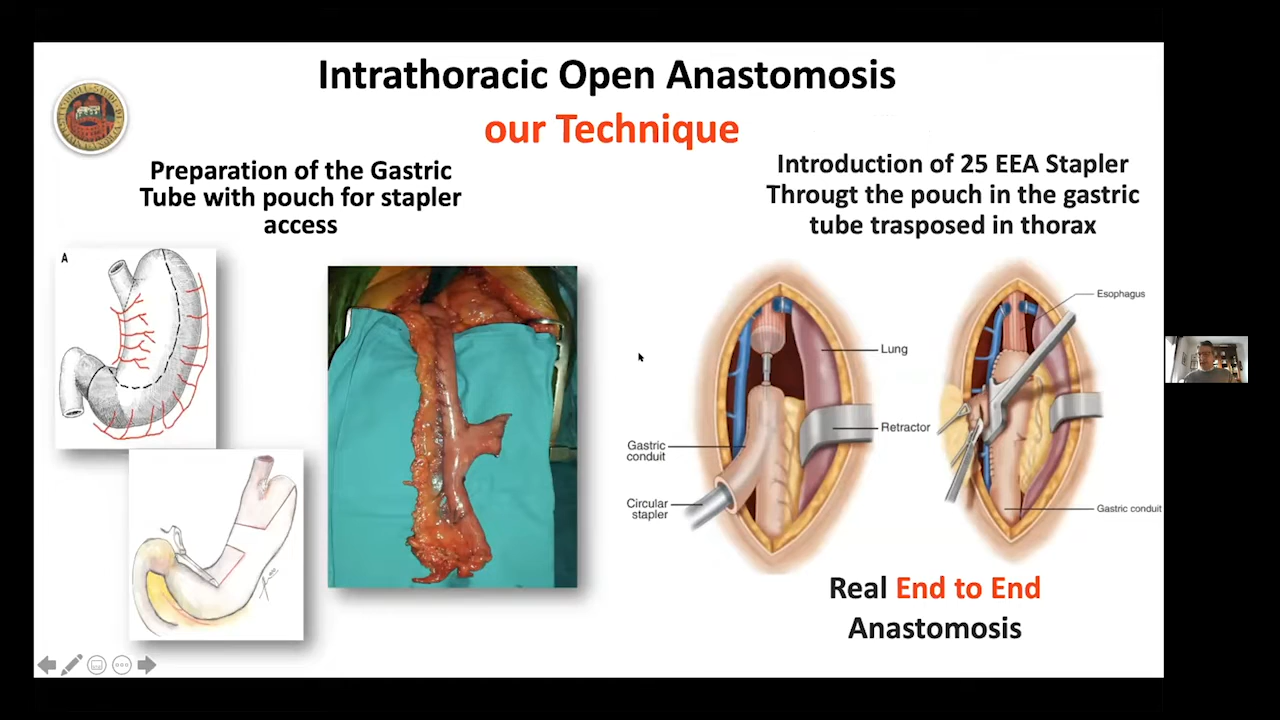 Intrathoracic Open Anastomosis
our Technique
Preparation of the Gastric
Tube with pouch for stapler
access
Introduction of 25 EEA Stapler
Througt the pouch in the gastric
tube trasposed in thorax
A
Esophagus
Lung
Retractor
Gastric
conduit
Circular
stapler
Gastric conduit
Real End to End
Anastomosis